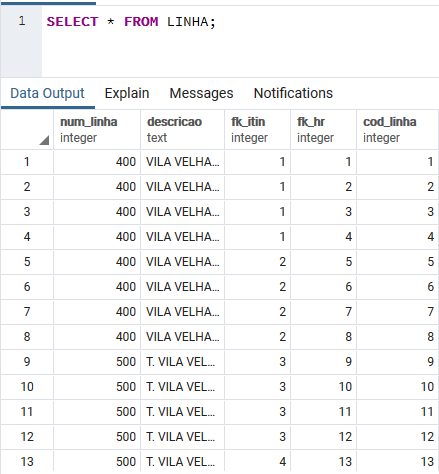 1 SELECT * FROM LINHA;
Data Output Explain Messages Notifications
num_linha descricao fk_itin fk_hr cod_linha
integer text integer integer integer
1 400 VILA VELHA... 1 1 1
2 400 VILA VELHA... 1 2 2
3 400 VILA VELHA... 1 3 3
4 400 VILA VELHA... 1 4 4
5 400 VILA VELHA... 2 5 5
6 400 VILA VELHA... 2 6 6
7 400 VILA VELHA... 2 7 7
8 400 VILA VELHA... 2 8 8
9 500 T. VILA VEL... 3 9 9
10 500 T. VILA VEL... 3 10 10
11 500 T. VILA VEL... 3 11 11
12 500 T. VILA VEL... 3 12 12
13 500 T. VILA VEL... 4 13 13